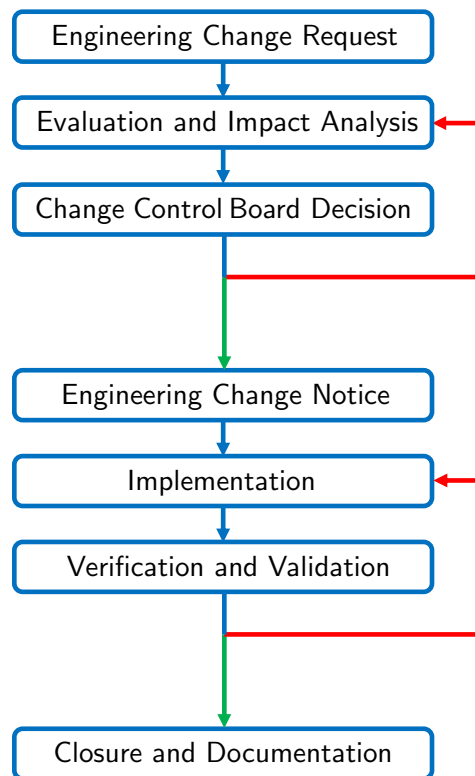 Engineering Change Request
Evaluation and Impact Analysis
Change Control Board Decision
Engineering Change Notice
Implementation
Verification and Validation
Closure and Documentation